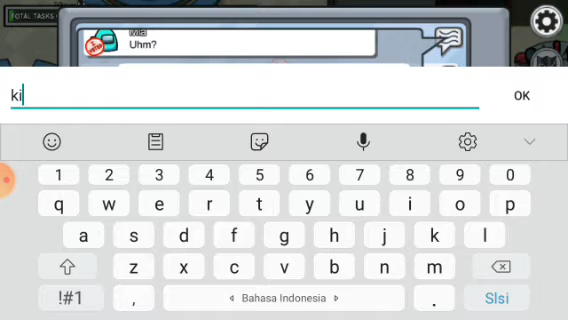 TOTAL TASKS
Mia
Uhm?
ki
OK
1 2 3 4 5 6 7 8 9 0
q w e r t y u i o p
a s d f g h j k l
z x c v b n m
!#1 , Bahasa Indonesia . Slsi